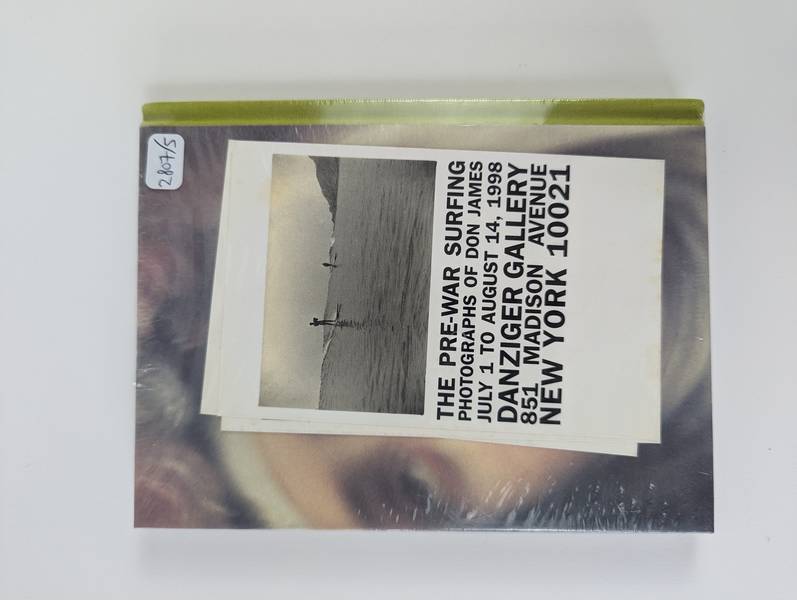 2807/5
THE PRE-WAR SURFING
PHOTOGRAPHS OF DON JAMES
JULY 1 TO AUGUST 14, 1998
DANZIGER GALLERY
851 MADISON AVENUE
NEW YORK 10021